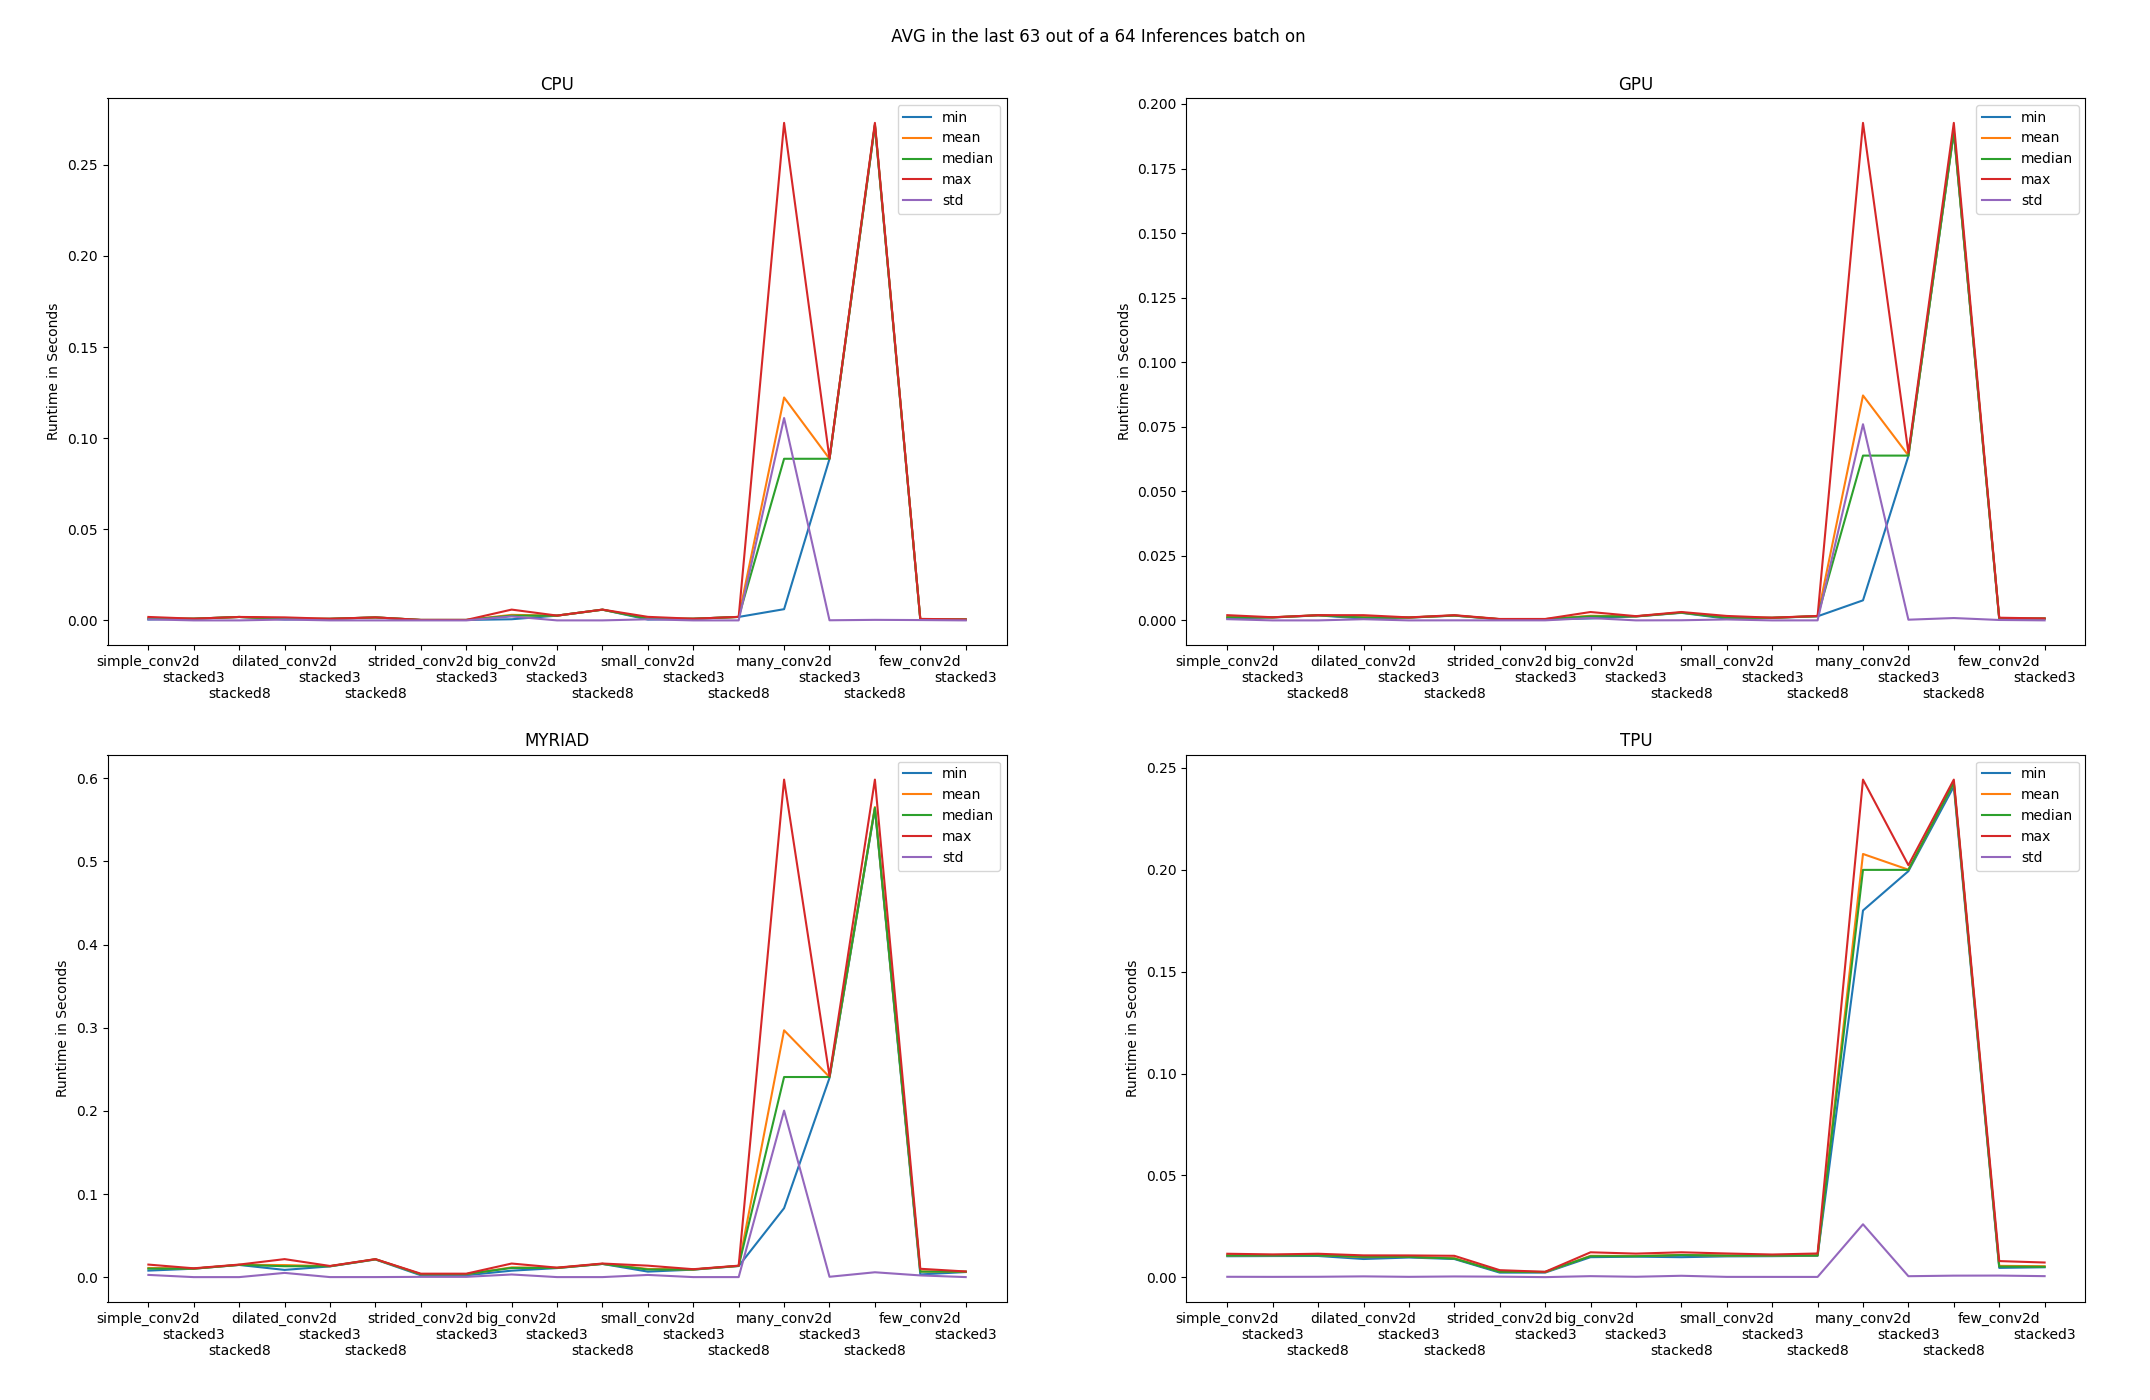 AVG in the last 63 out of a 64 Inferences batch on
CPU
Runtime in Seconds
0.25
0.20
0.15
0.10
0.05
0.00
min
mean
median
max
std
simple_conv2d dilated_conv2d strided_conv2d big_conv2d small_conv2d many_conv2d few_conv2d
stacked3 stacked3 stacked3 stacked3 stacked3 stacked3 stacked3
stacked8 stacked8 stacked8 stacked8 stacked8
GPU
Runtime in Seconds
0.200
0.175
0.150
0.125
0.100
0.075
0.050
0.025
0.000
min
mean
median
max
std
simple_conv2d dilated_conv2d strided_conv2d big_conv2d small_conv2d many_conv2d few_conv2d
stacked3 stacked3 stacked3 stacked3 stacked3 stacked3 stacked3
stacked8 stacked8 stacked8 stacked8 stacked8
MYRIAD
Runtime in Seconds
0.6
0.5
0.4
0.3
0.2
0.1
0.0
min
mean
median
max
std
simple_conv2d dilated_conv2d strided_conv2d big_conv2d small_conv2d many_conv2d few_conv2d
stacked3 stacked3 stacked3 stacked3 stacked3 stacked3 stacked3
stacked8 stacked8 stacked8 stacked8 stacked8
TPU
Runtime in Seconds
0.25
0.20
0.15
0.10
0.05
0.00
min
mean
median
max
std
simple_conv2d dilated_conv2d strided_conv2d big_conv2d small_conv2d many_conv2d few_conv2d
stacked3 stacked3 stacked3 stacked3 stacked3 stacked3 stacked3
stacked8 stacked8 stacked8 stacked8 stacked8